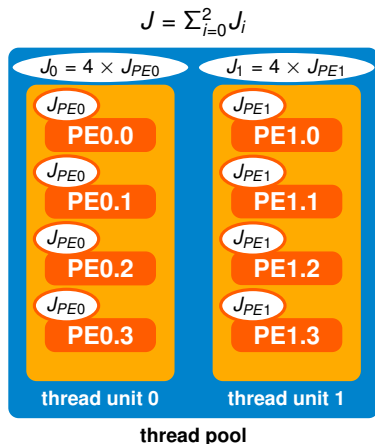 J = Σ²ᵢ₌₀Jᵢ
J₀ = 4 × J_PE0
J₁ = 4 × J_PE1
J_PE0
PE0.0
J_PE0
PE0.1
J_PE0
PE0.2
J_PE0
PE0.3
thread unit 0
J_PE1
PE1.0
J_PE1
PE1.1
J_PE1
PE1.2
J_PE1
PE1.3
thread unit 1
thread pool